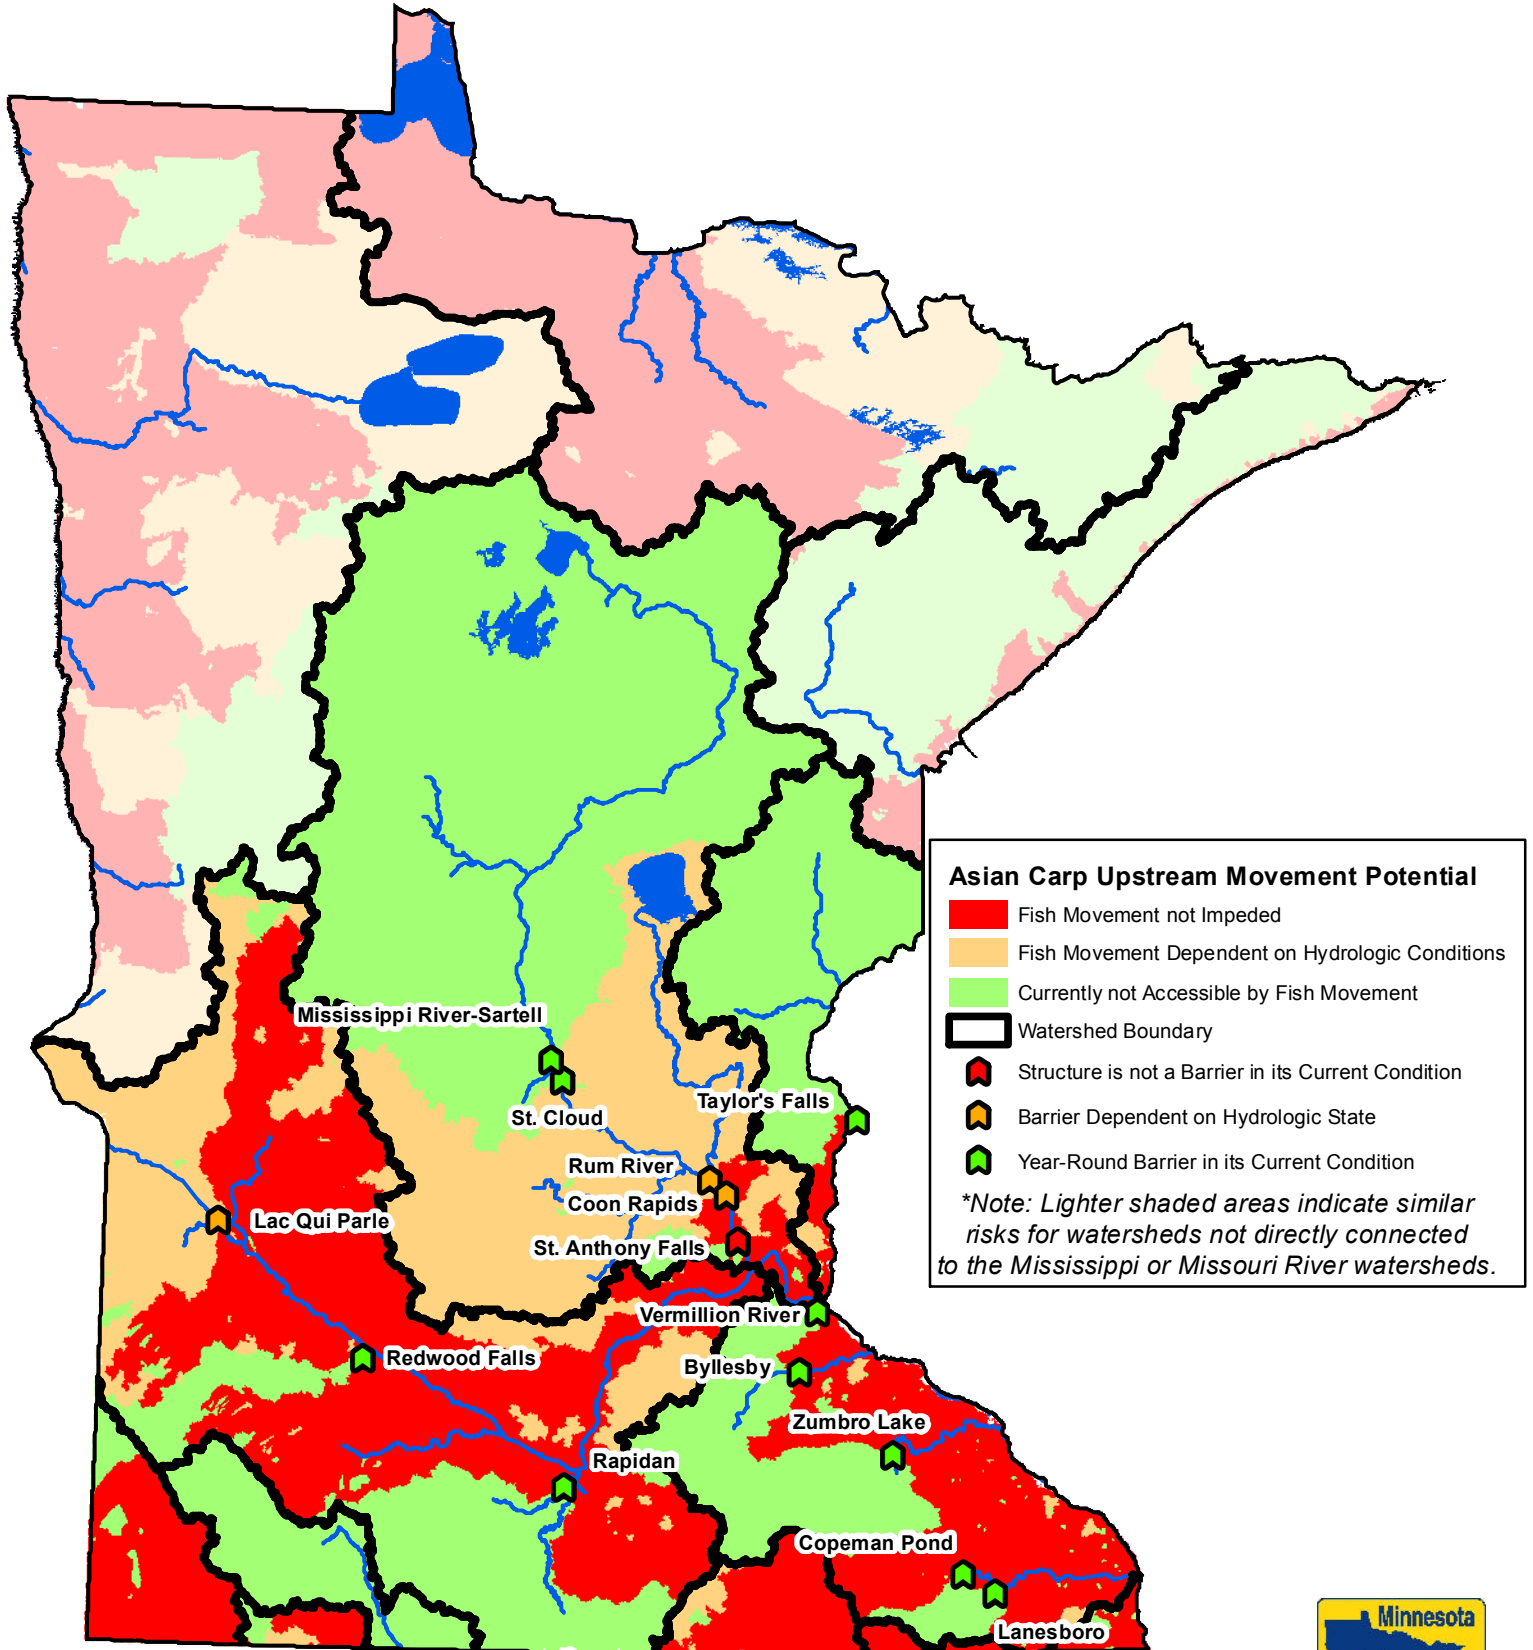 Asian Carp Upstream Movement Potential
Fish Movement not Impeded
Fish Movement Dependent on Hydrologic Conditions
Currently not Accessible by Fish Movement
Watershed Boundary
Structure is not a Barrier in its Current Condition
Barrier Dependent on Hydrologic State
Year-Round Barrier in its Current Condition
*Note: Lighter shaded areas indicate similar
risks for watersheds not directly connected
to the Mississippi or Missouri River watersheds.
Mississippi River-Sartell
St. Cloud
Taylor's Falls
Rum River
Coon Rapids
Lac Qui Parle
St. Anthony Falls
Vermillion River
Redwood Falls
Byllesby
Zumbro Lake
Rapidan
Copeman Pond
Lanesboro
Minnesota